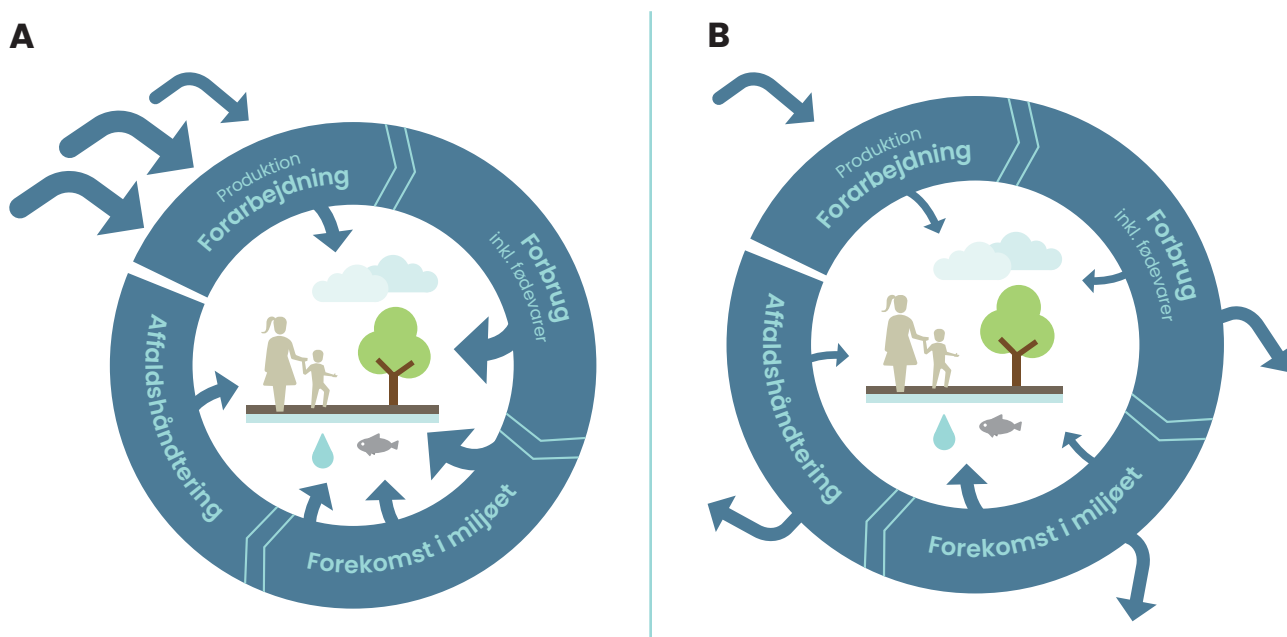 A
Produktion
Forarbejdning
Forbrug
inkl. fødevarer
Forekomst i miljøet
Affaldshåndtering
B
Produktion
Forarbejdning
Forbrug
inkl. fødevarer
Forekomst i miljøet
Affaldshåndtering